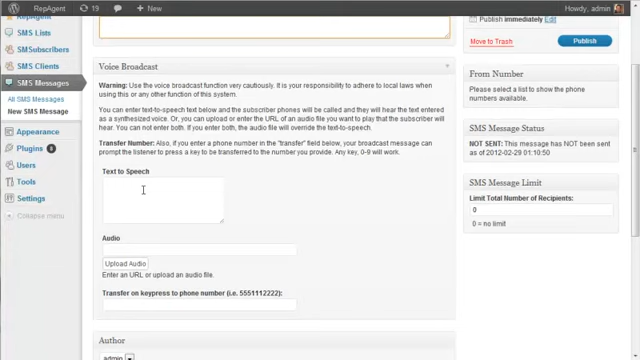 RepAgent
19
Howdy, admin
RepAgent
SMS Lists
SMSubscribers
SMS Clients
SMS Messages
All SMS Messages
New SMS Message
Appearance
Plugins
Users
Tools
Settings
Collapse menu
Voice Broadcast
Warning: Use the voice broadcast function very cautiously. It is your responsibility to adhere to local laws when
using this or any other function of this system.
You can enter text-to-speech text below and the subscriber phones will be called and they will hear the text entered
as a synthesized voice. Or, you can upload or enter the URL of an audio file you want to play that the subscriber will
hear. You can not enter both. If you enter both, the audio file will override the text-to-speech.
Transfer Number: Also, if you enter a phone number in the "transfer" field below, your broadcast message can
prompt the listener to press a key to be transferred to the number you provide. Any key, 0-9 will work.
Text to Speech
Audio
Upload Audio
Enter an URL or upload an audio file.
Transfer on keypress to phone number (i.e. 5551112222):
Author
admin
Publish immediately Edit
Move to Trash
Publish
From Number
Please select a list to show the phone
numbers available.
SMS Message Status
NOT SENT: This message has NOT been sent
as of 2012-02-29 01:10:50
SMS Message Limit
Limit Total Number of Recipients:
0
0 = no limit